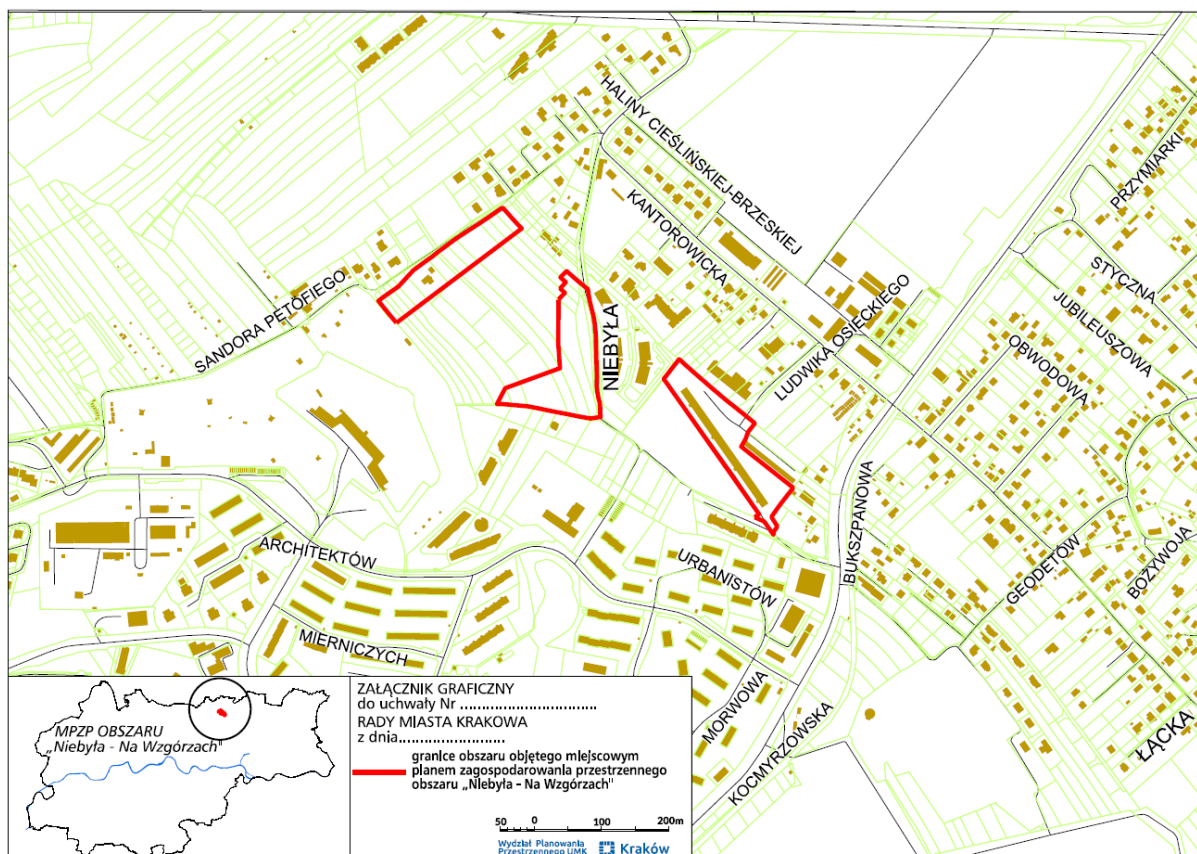 HALINY CIEŚLIŃSKIEJ-BRZESKIEJ
PRZYMIARKI
KANTOROWICKA
STYCZNA
SANDORA PETÖFIEGO
JUBILEUSZOWA
LUDWIKA OSIECKIEGO
NIEBYŁA
OBWODOWA
BUKSZPANOWA
ARCHITEKTÓW
URBANISTÓW
GEODETÓW
BOŻYWOJA
MIERNICZYCH
MORWOWA
KOCMYRZOWSKA
ŁĄCKA
MPZP OBSZARU
„Niebyła - Na Wzgórzach"
ZAŁĄCZNIK GRAFICZNY
do uchwały Nr ................................
RADY MIASTA KRAKOWA
z dnia.........................
granice obszaru objętego miejscowym
planem zagospodarowania przestrzennego
obszaru „Niebyła - Na Wzgórzach"
50 0 100 200m
Wydział Planowania
Przestrzennego UMK
Kraków